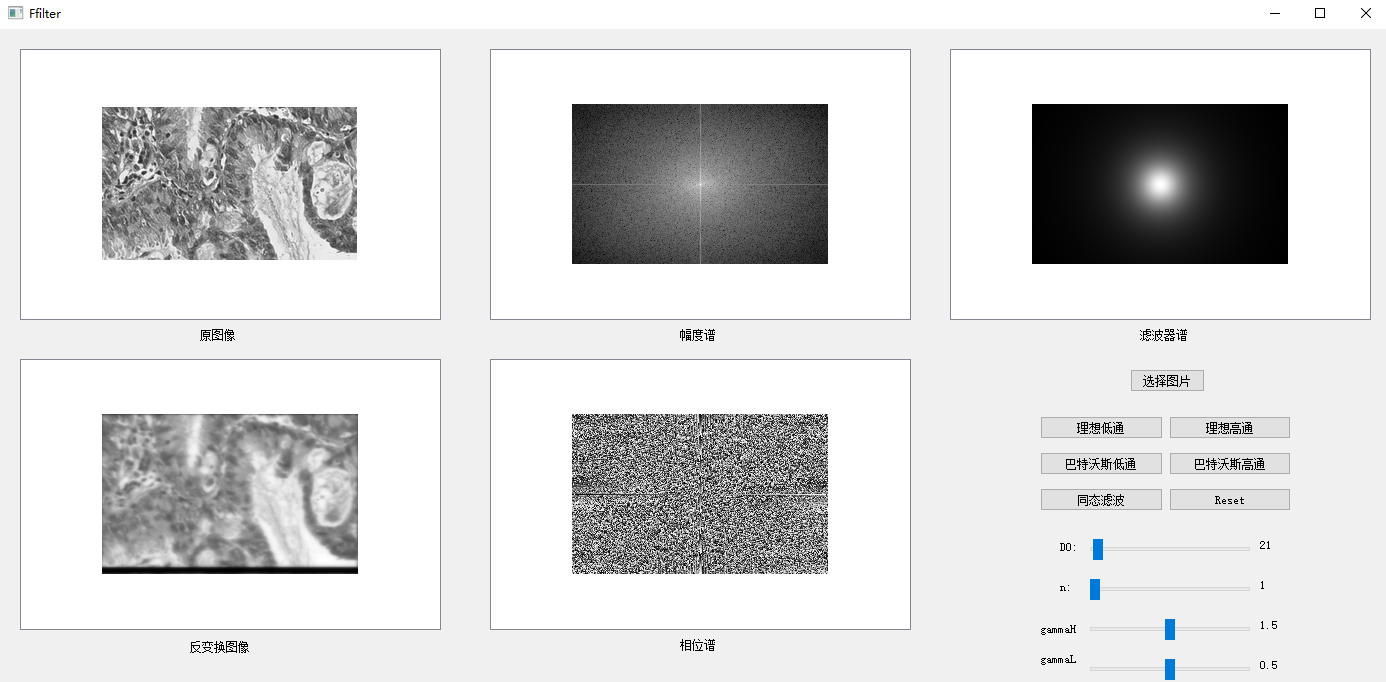 Ffilter
原图像
幅度谱
滤波器谱
反变换图像
相位谱
选择图片
理想低通 理想高通
巴特沃斯低通 巴特沃斯高通
同态滤波 Reset
D0: 21
n: 1
gammaH 1.5
gammaL 0.5